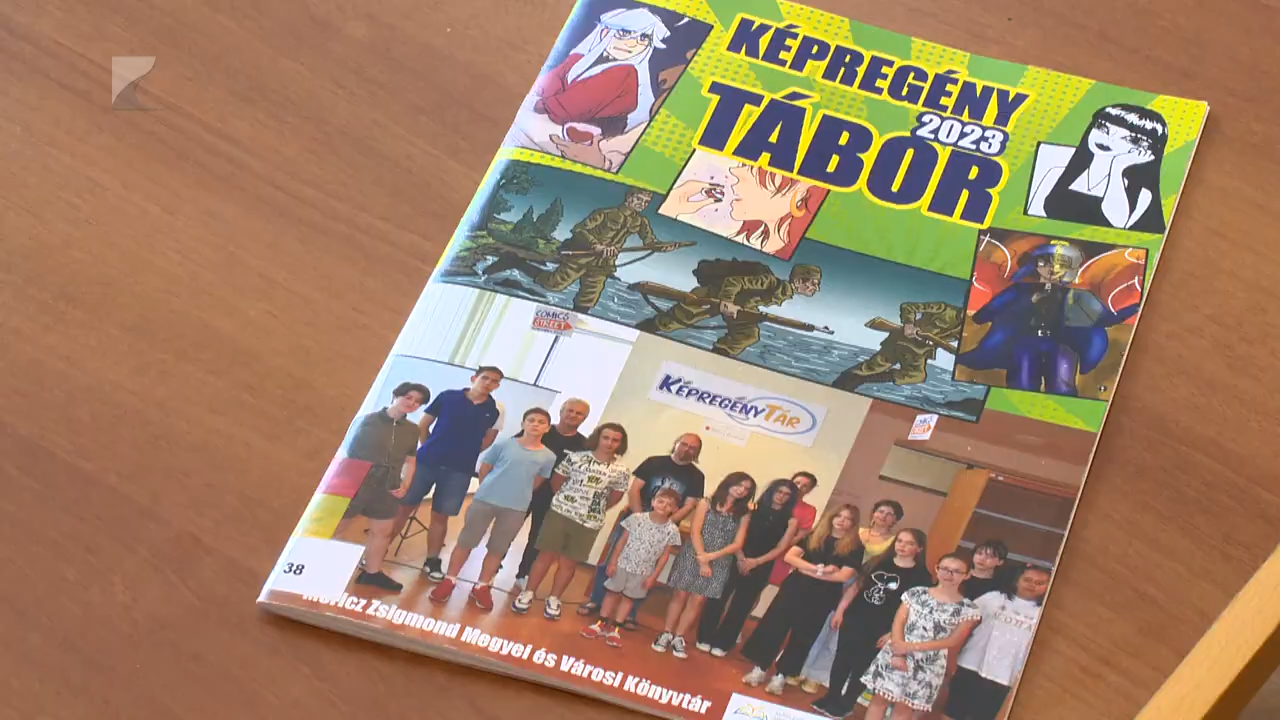 KÉPREGÉNY
2023
TÁBOR
COMICS
STREET
KÉPREGÉNYTÁR
38
Móricz Zsigmond Megyei és Városi Könyvtár